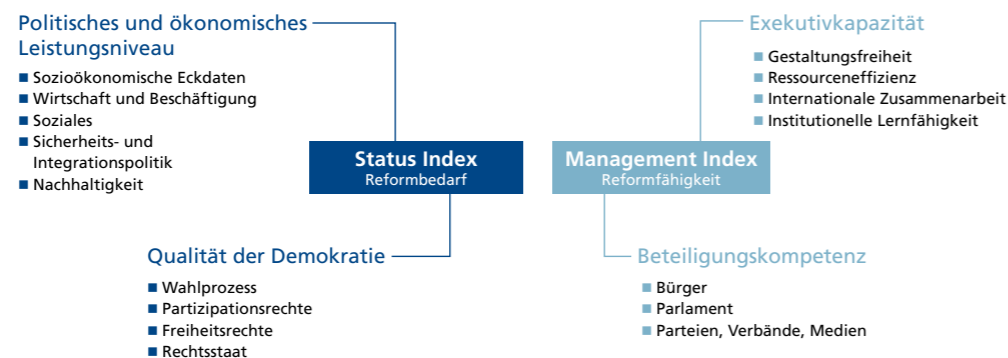 Politisches und ökonomisches
Leistungsniveau
Sozioökonomische Eckdaten
Wirtschaft und Beschäftigung
Soziales
Sicherheits- und
Integrationspolitik
Nachhaltigkeit
Status Index
Reformbedarf
Qualität der Demokratie
Wahlprozess
Partizipationsrechte
Freiheitsrechte
Rechtsstaat
Exekutivkapazität
Gestaltungsfreiheit
Ressourceneffizienz
Internationale Zusammenarbeit
Institutionelle Lernfähigkeit
Management Index
Reformfähigkeit
Beteiligungskompetenz
Bürger
Parlament
Parteien, Verbände, Medien